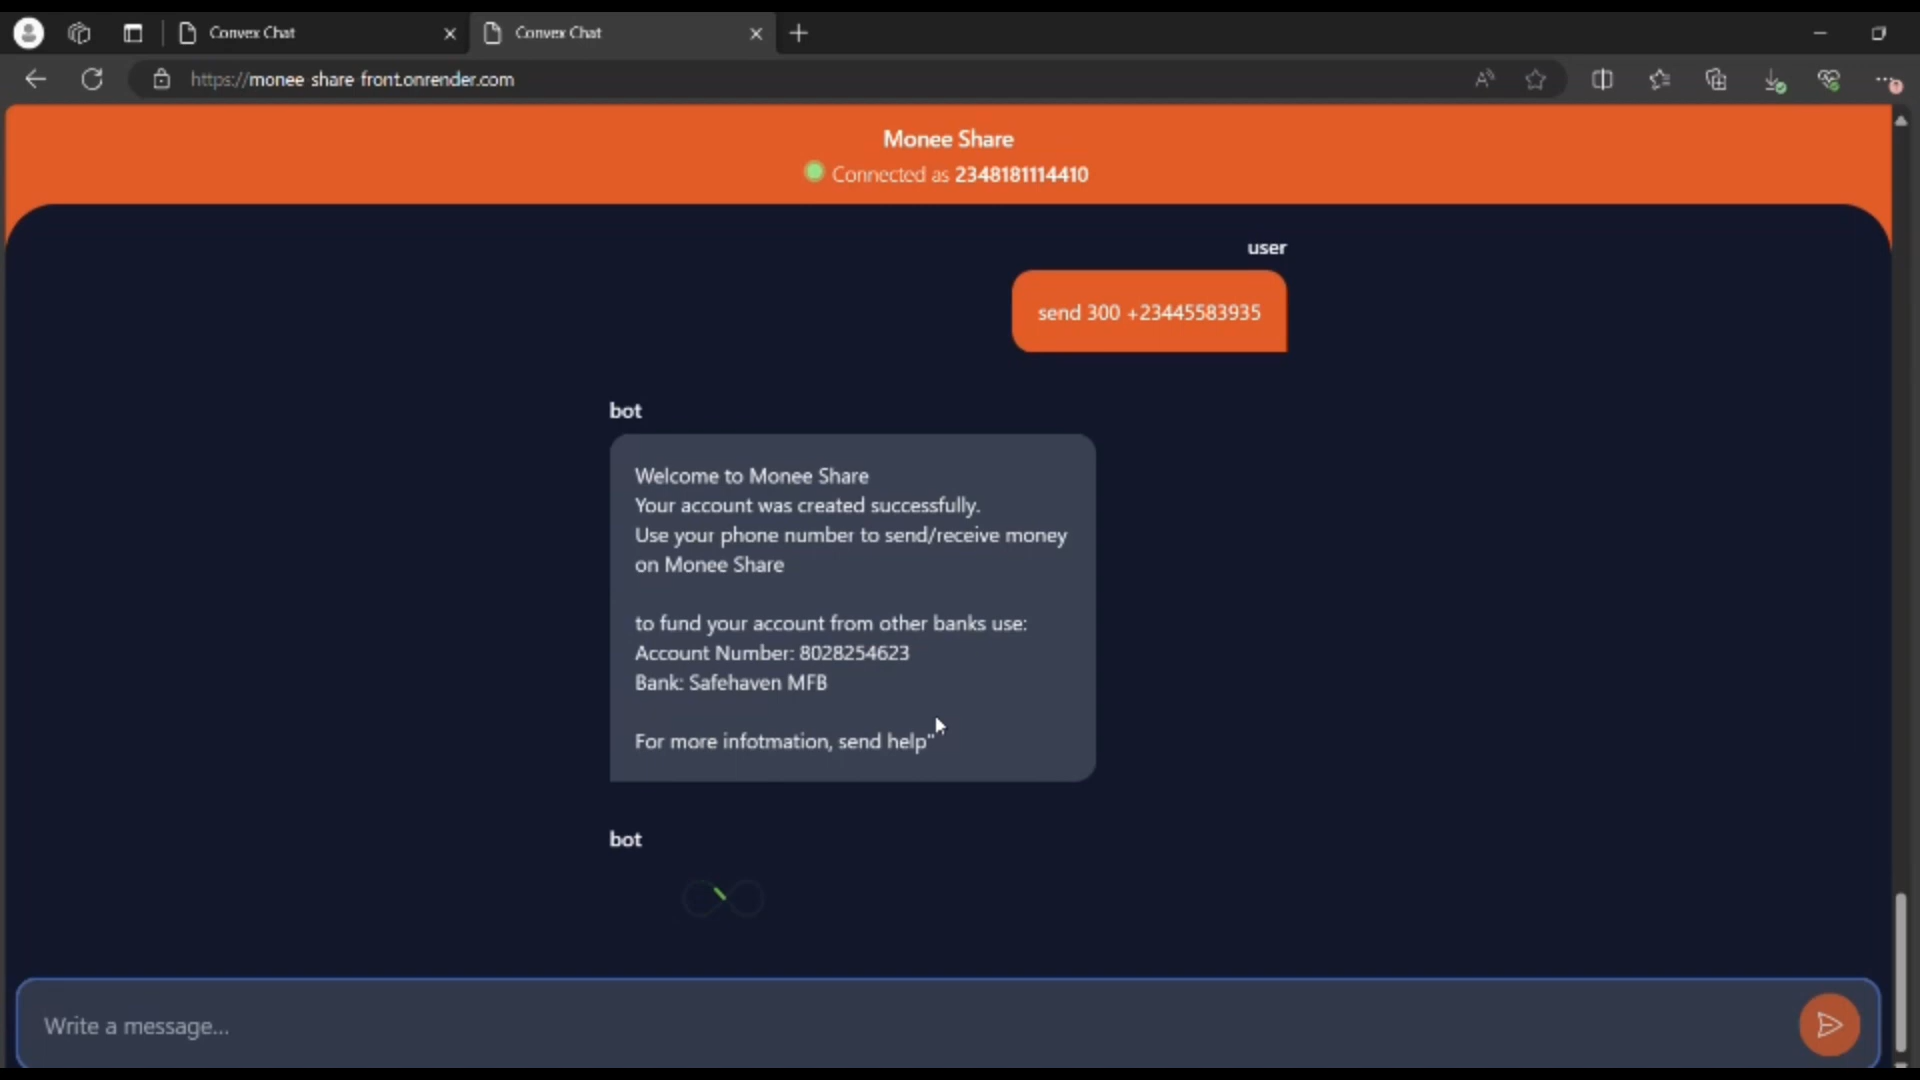 Convex Chat
Convex Chat
https://monee share front.onrender.com
Monee Share
Connected as 2348181114410
user
send 300 +23445583935
bot
Welcome to Monee Share
Your account was created successfully.
Use your phone number to send/receive money
on Monee Share
to fund your account from other banks use:
Account Number: 8028254623
Bank: Safehaven MFB
For more infotmation, send help"
bot
Write a message...